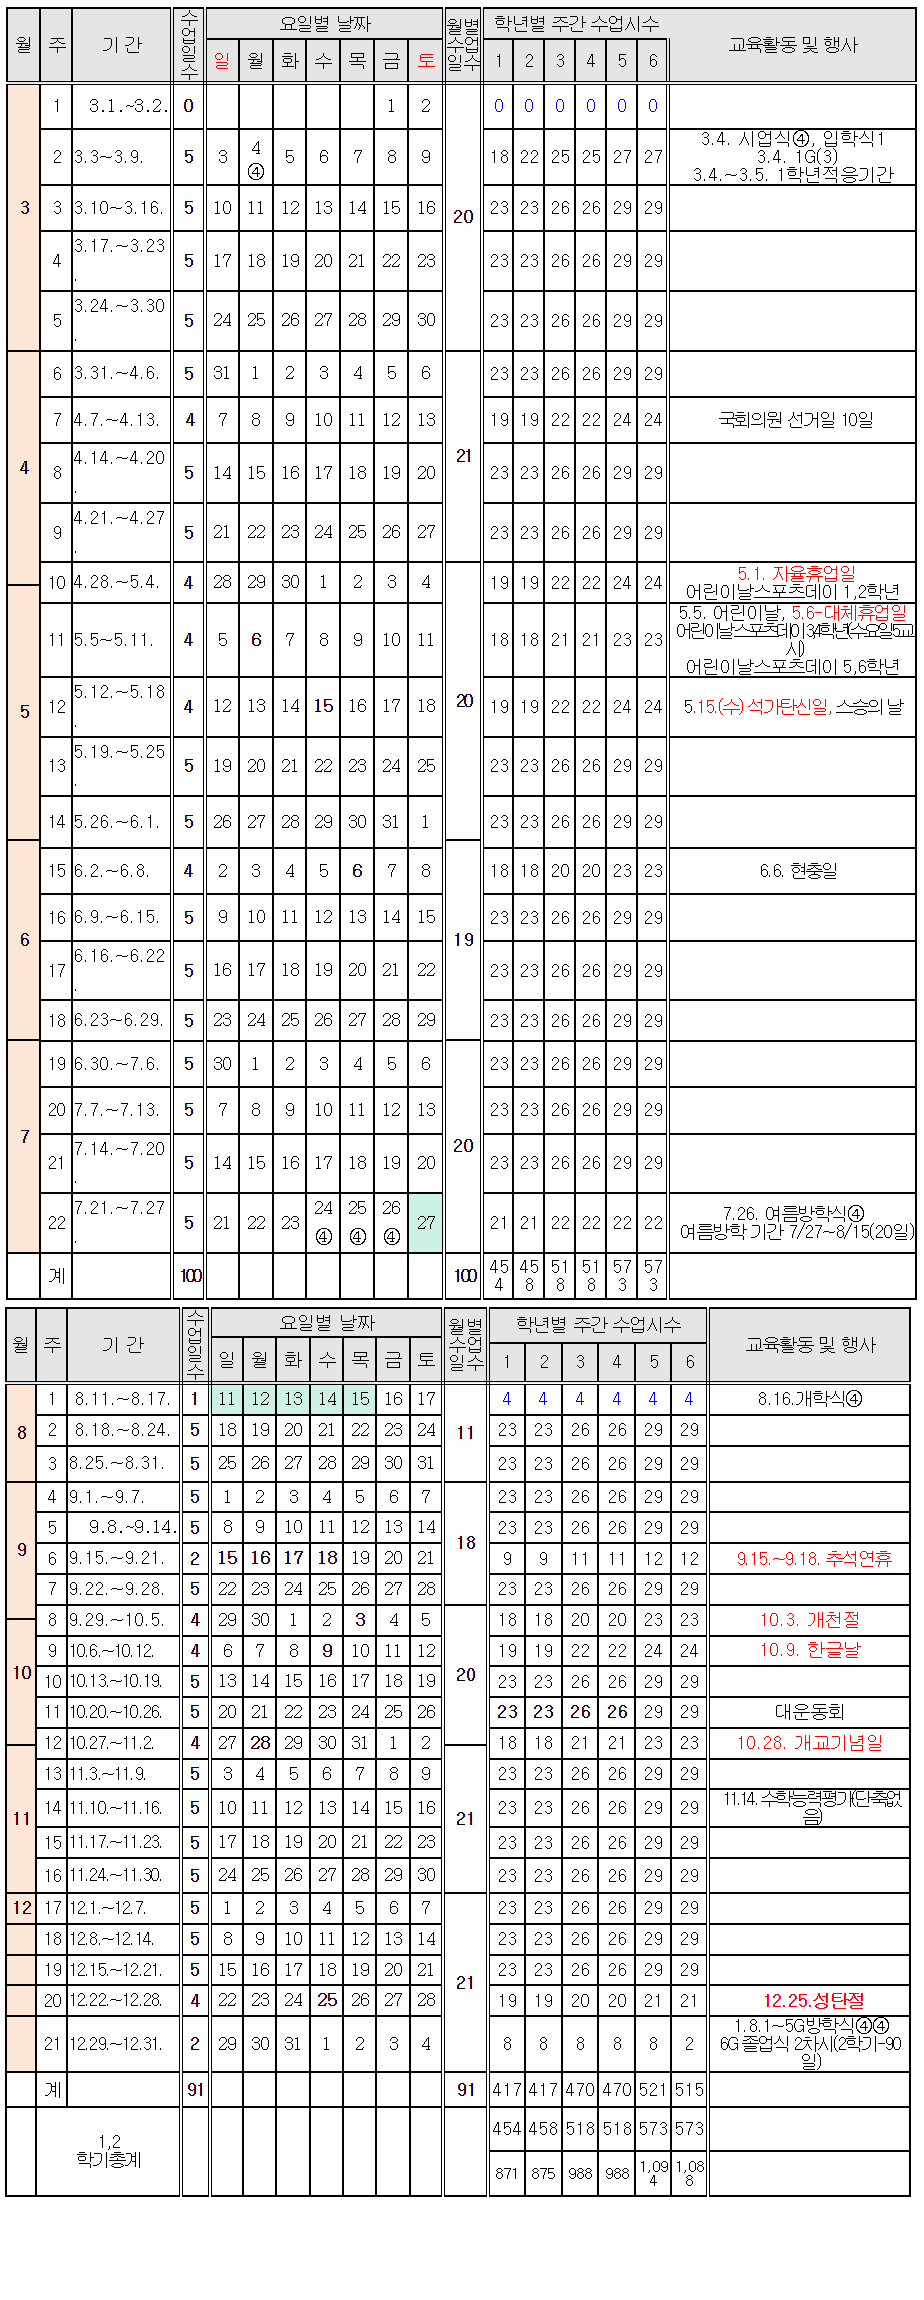 월 주 기 간 수업일수 요일별 날짜 월별수업일수 학년별 주간 수업시수 교육활동 및 행사
일 월 화 수 목 금 토 1 2 3 4 5 6
3 1 3.1.~3.2. 0 1 2 20 0 0 0 0 0 0
2 3.3~3.9. 5 3 4④ 5 6 7 8 9 18 22 25 25 27 27 3.4. 시업식④, 입학식1
3.4. 1G(3)
3.4.~3.5. 1학년적응기간
3 3.10~3.16. 5 10 11 12 13 14 15 16 23 23 26 26 29 29
4 3.17.~3.23. 5 17 18 19 20 21 22 23 23 23 26 26 29 29
5 3.24.~3.30. 5 24 25 26 27 28 29 30 23 23 26 26 29 29
4 6 3.31.~4.6. 5 31 1 2 3 4 5 6 21 23 23 26 26 29 29
7 4.7.~4.13. 4 7 8 9 10 11 12 13 19 19 22 22 24 24 국회의원 선거일 10일
8 4.14.~4.20. 5 14 15 16 17 18 19 20 23 23 26 26 29 29
9 4.21.~4.27. 5 21 22 23 24 25 26 27 23 23 26 26 29 29
10 4.28.~5.4. 4 28 29 30 1 2 3 4 19 19 22 22 24 24 5.1. 자율휴업일
어린이날스포츠데이 1,2학년
5 11 5.5~5.11. 4 5 6 7 8 9 10 11 20 18 18 21 21 23 23 5.5. 어린이날, 5.6-대체휴업일
어린이날스포츠데이34학년(수요일5교시)
어린이날스포츠데이 5,6학년
12 5.12.~5.18. 4 12 13 14 15 16 17 18 19 19 22 22 24 24 5.15.(수) 석가탄신일, 스승의 날
13 5.19.~5.25. 5 19 20 21 22 23 24 25 23 23 26 26 29 29
14 5.26.~6.1. 5 26 27 28 29 30 31 1 23 23 26 26 29 29
6 15 6.2.~6.8. 4 2 3 4 5 6 7 8 19 18 18 20 20 23 23 6.6. 현충일
16 6.9.~6.15. 5 9 10 11 12 13 14 15 23 23 26 26 29 29
17 6.16.~6.22. 5 16 17 18 19 20 21 22 23 23 26 26 29 29
18 6.23~6.29. 5 23 24 25 26 27 28 29 23 23 26 26 29 29
7 19 6.30.~7.6. 5 30 1 2 3 4 5 6 20 23 23 26 26 29 29
20 7.7.~7.13. 5 7 8 9 10 11 12 13 23 23 26 26 29 29
21 7.14.~7.20. 5 14 15 16 17 18 19 20 23 23 26 26 29 29
22 7.21.~7.27. 5 21 22 23 24④ 25④ 26④ 27 21 21 22 22 22 22 7.26. 여름방학식④
여름방학 기간 7/27~8/15(20일)
계 100 100 454 458 518 518 573 573
월 주 기 간 수업일수 요일별 날짜 월별수업일수 학년별 주간 수업시수 교육활동 및 행사
일 월 화 수 목 금 토 1 2 3 4 5 6
8 1 8.11.~8.17. 1 11 12 13 14 15 16 17 11 4 4 4 4 4 4 8.16.개학식④
2 8.18.~8.24. 5 18 19 20 21 22 23 24 23 23 26 26 29 29
3 8.25.~8.31. 5 25 26 27 28 29 30 31 23 23 26 26 29 29
9 4 9.1.~9.7. 5 1 2 3 4 5 6 7 18 23 23 26 26 29 29
5 9.8.~9.14. 5 8 9 10 11 12 13 14 23 23 26 26 29 29
6 9.15.~9.21. 2 15 16 17 18 19 20 21 9 9 11 11 12 12 9.15.~9.18. 추석연휴
7 9.22.~9.28. 5 22 23 24 25 26 27 28 23 23 26 26 29 29
8 9.29.~10.5. 4 29 30 1 2 3 4 5 18 18 20 20 23 23 10.3. 개천절
10 9 10.6.~10.12. 4 6 7 8 9 10 11 12 20 19 19 22 22 24 24 10.9. 한글날
10 10.13.~10.19. 5 13 14 15 16 17 18 19 23 23 26 26 29 29
11 10.20.~10.26. 5 20 21 22 23 24 25 26 23 23 26 26 29 29 대운동회
12 10.27.~11.2. 4 27 28 29 30 31 1 2 18 18 21 21 23 23 10.28. 개교기념일
11 13 11.3.~11.9. 5 3 4 5 6 7 8 9 21 23 23 26 26 29 29
14 11.10.~11.16. 5 10 11 12 13 14 15 16 23 23 26 26 29 29 11.14. 수학능력평가(단축없음)
15 11.17.~11.23. 5 17 18 19 20 21 22 23 23 23 26 26 29 29
16 11.24.~11.30. 5 24 25 26 27 28 29 30 23 23 26 26 29 29
12 17 12.1.~12.7. 5 1 2 3 4 5 6 7 21 23 23 26 26 29 29
18 12.8.~12.14. 5 8 9 10 11 12 13 14 23 23 26 26 29 29
19 12.15.~12.21. 5 15 16 17 18 19 20 21 23 23 26 26 29 29
20 12.22.~12.28. 4 22 23 24 25 26 27 28 19 19 20 20 21 21 12.25.성탄절
21 12.29.~12.31. 2 29 30 31 1 2 3 4 8 8 8 8 8 2 1.8.1~5G방학식④④
6G 졸업식 2차시(2학기-90일)
계 91 91 417 417 470 470 521 515
1,2 학기총계 454 458 518 518 573 573
871 875 988 988 1,094 1,088